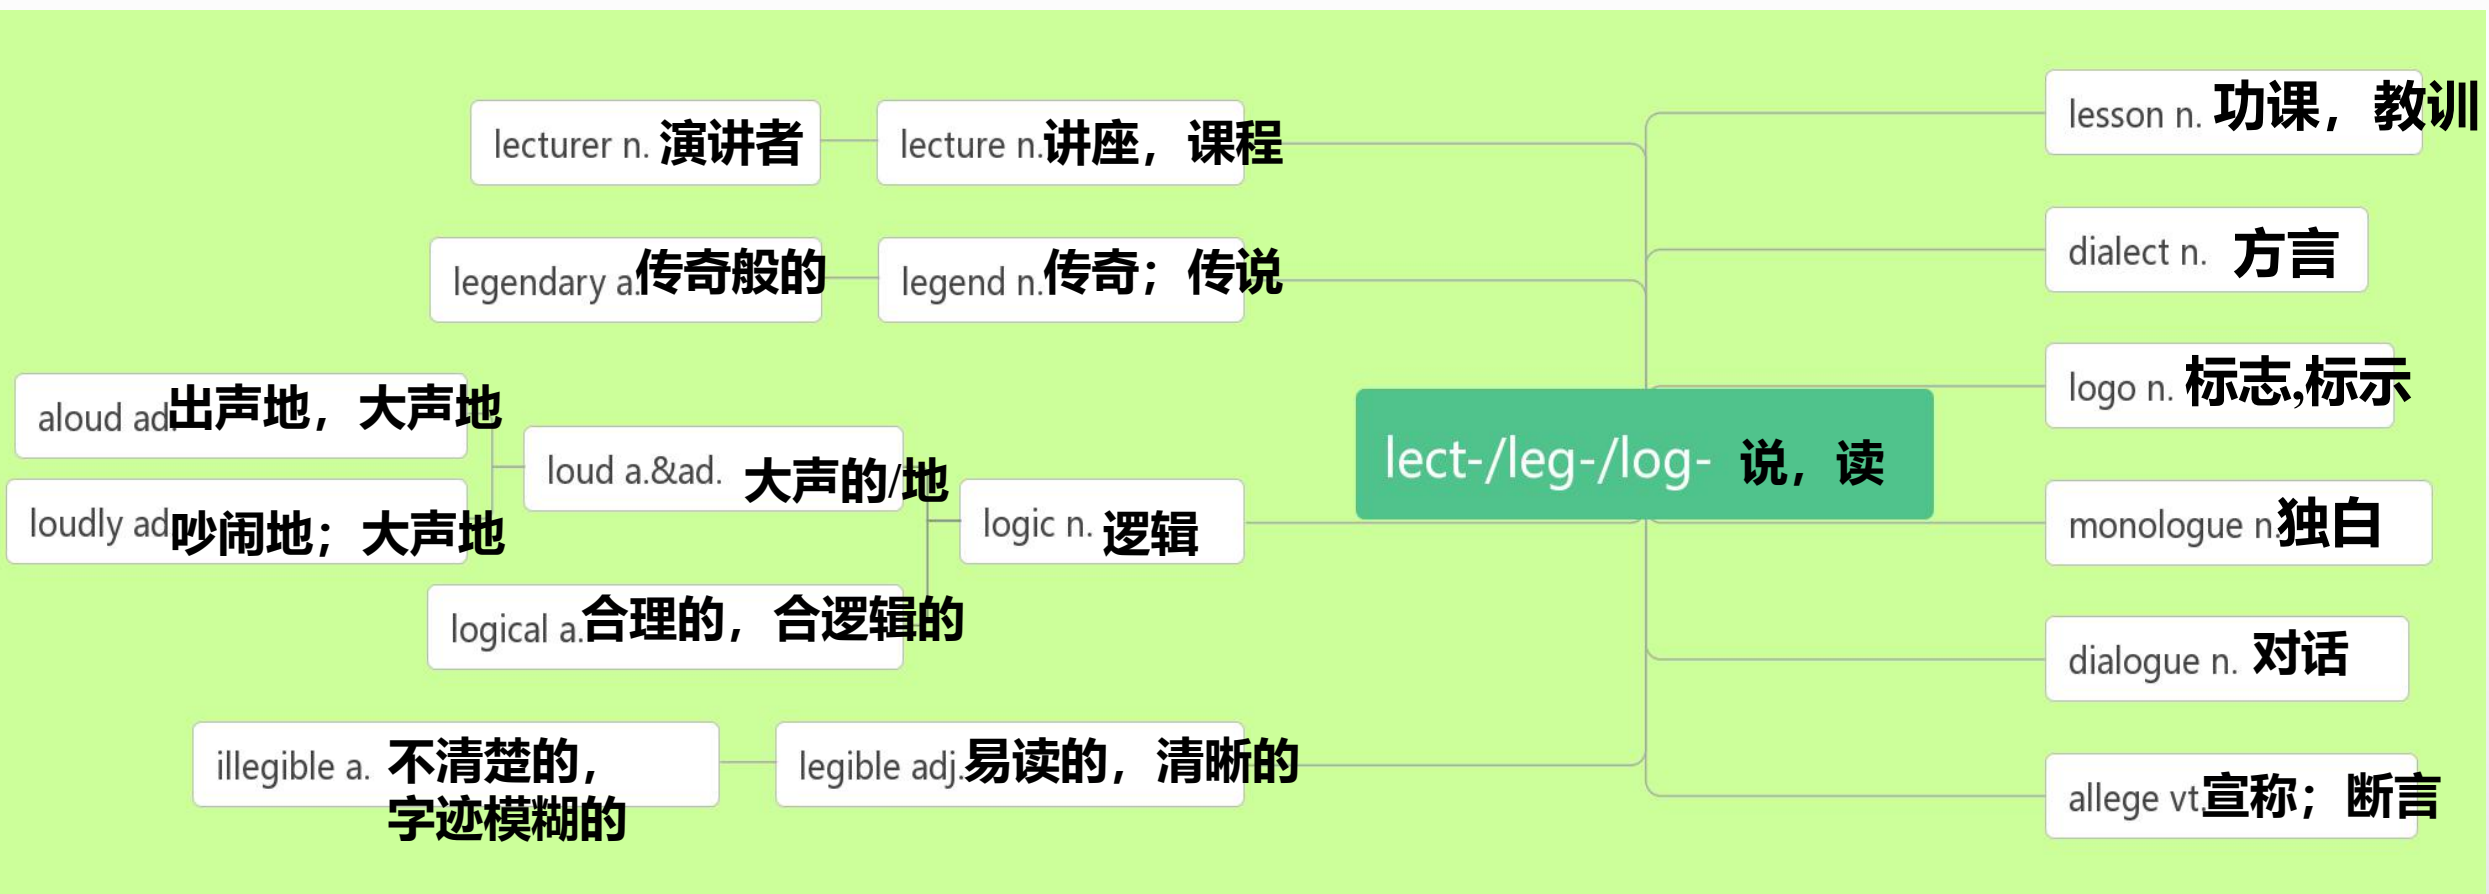 lecturer n. 演讲者
lecture n.讲座，课程
legendary a.传奇般的
legend n.传奇；传说
aloud ad.出声地，大声地
loudly ad吵闹地；大声地
loud a.&ad. 大声的/地
logic n. 逻辑
logical a.合理的，合逻辑的
illegible a. 不清楚的，
字迹模糊的
legible adj.易读的，清晰的
lect-/leg-/log- 说，读
lesson n. 功课，教训
dialect n. 方言
logo n. 标志,标示
monologue n.独白
dialogue n. 对话
allege vt.宣称；断言